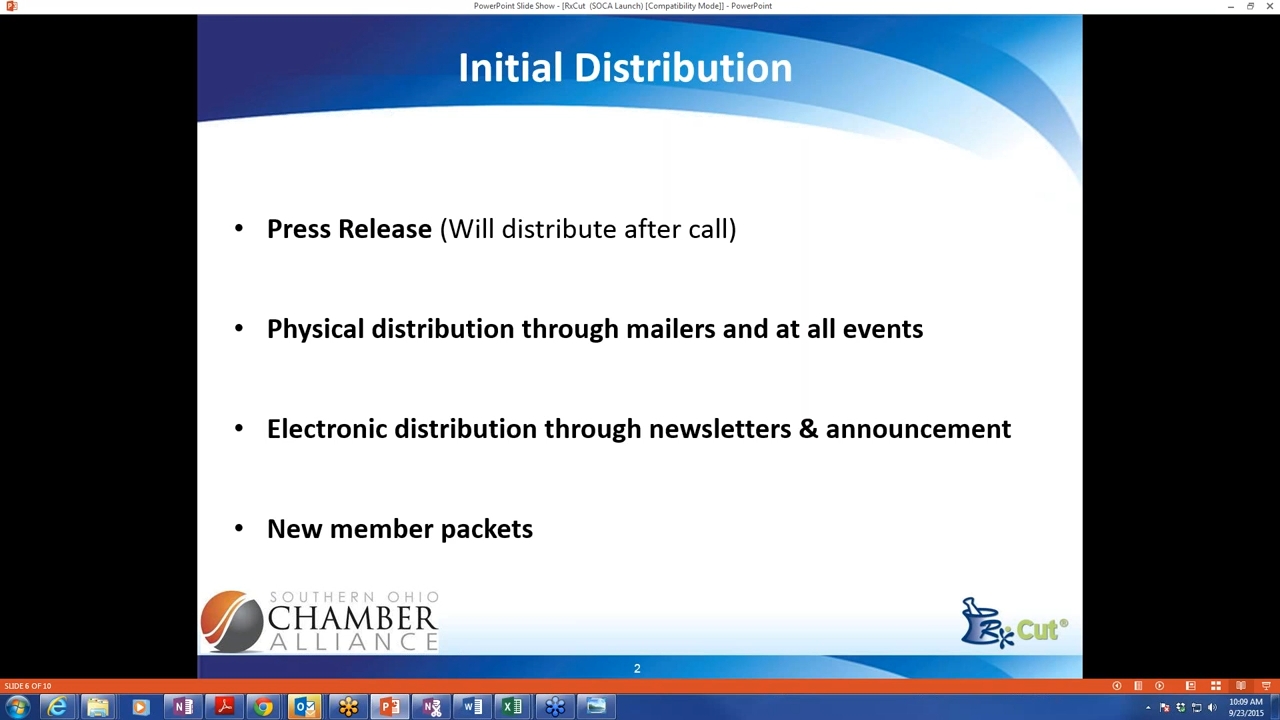 PowerPoint Slide Show - [RxCut (SOCA Launch) [Compatibility Mode]] - PowerPoint
Initial Distribution
• Press Release (Will distribute after call)
• Physical distribution through mailers and at all events
• Electronic distribution through newsletters & announcement
• New member packets
SOUTHERN OHIO
CHAMBER
ALLIANCE
Rx Cut®
2
SLIDE 6 OF 10
10:09 AM
9/23/2015